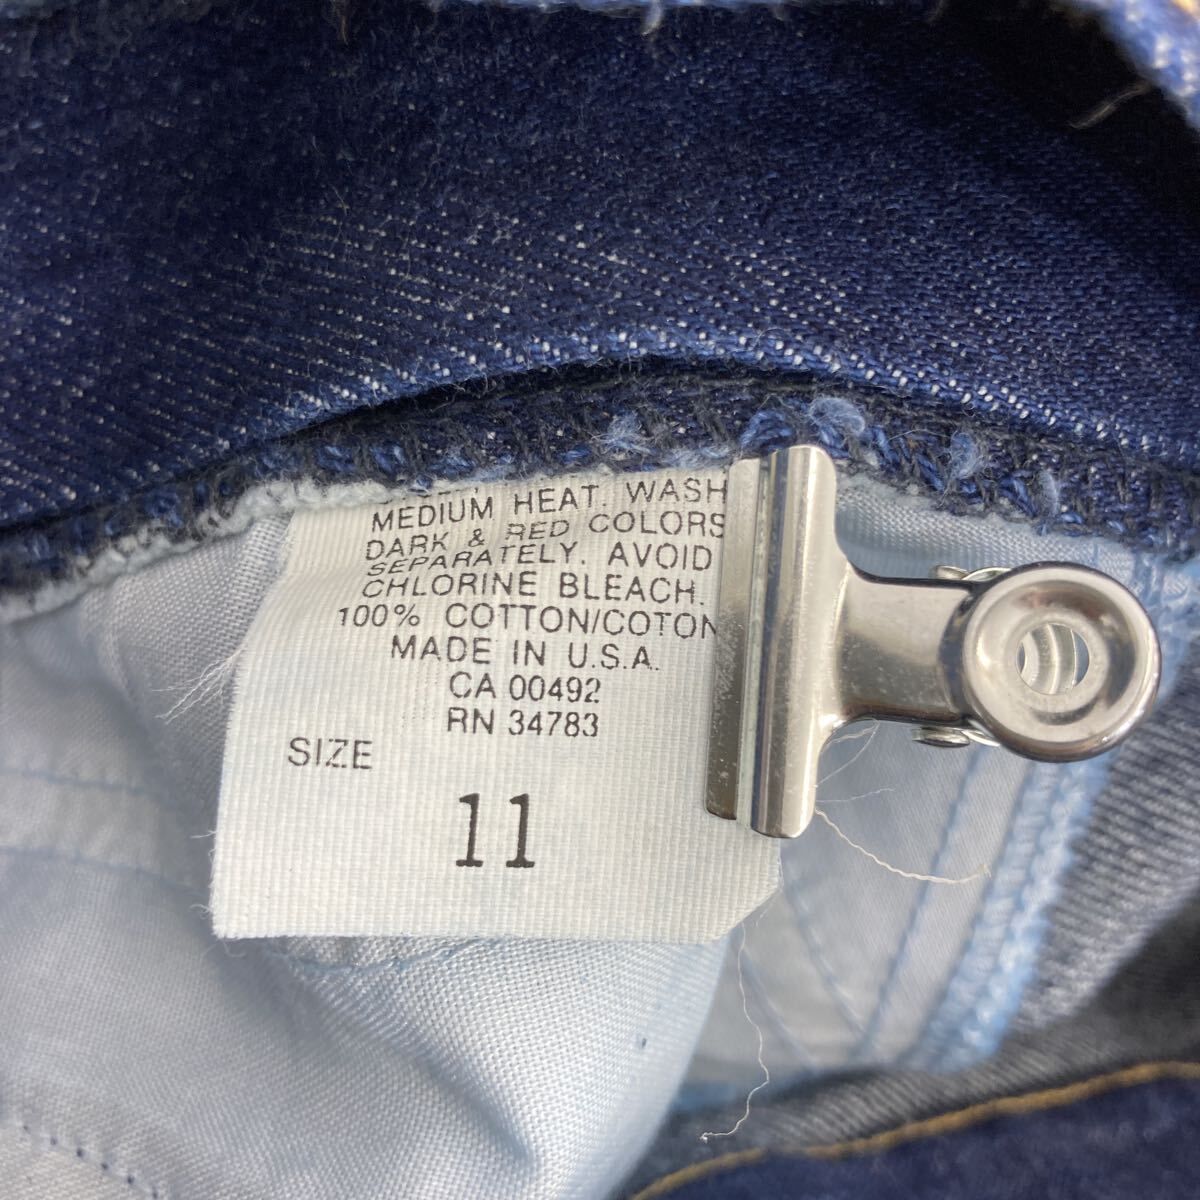 MEDIUM HEAT. WASH
DARK & RED COLORS
SEPARATELY. AVOID
CHLORINE BLEACH.
100% COTTON/COTON
MADE IN U.S.A.
CA 00492
RN 34783
SIZE
11